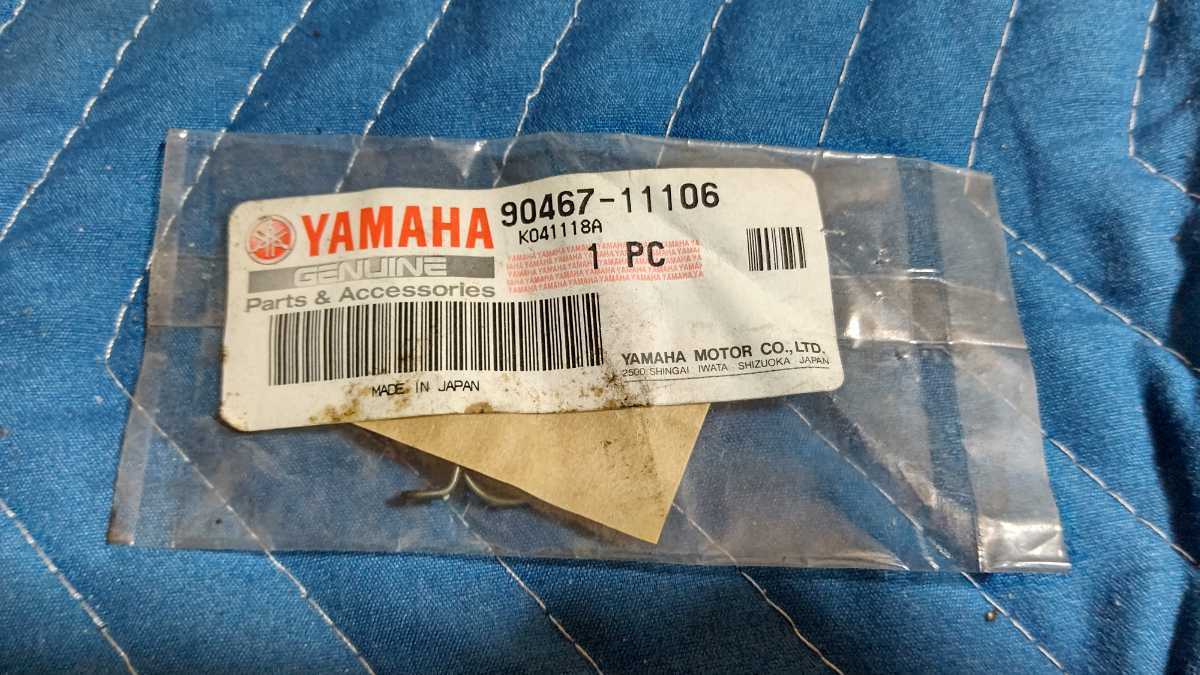 YAMAHA 90467-11106
K041118A
GENUINE 1 PC
Parts & Accessories
YAMAHA MOTOR CO., LTD.
2500 SHINGAI IWATA SHIZUOKA JAPAN
MADE IN JAPAN